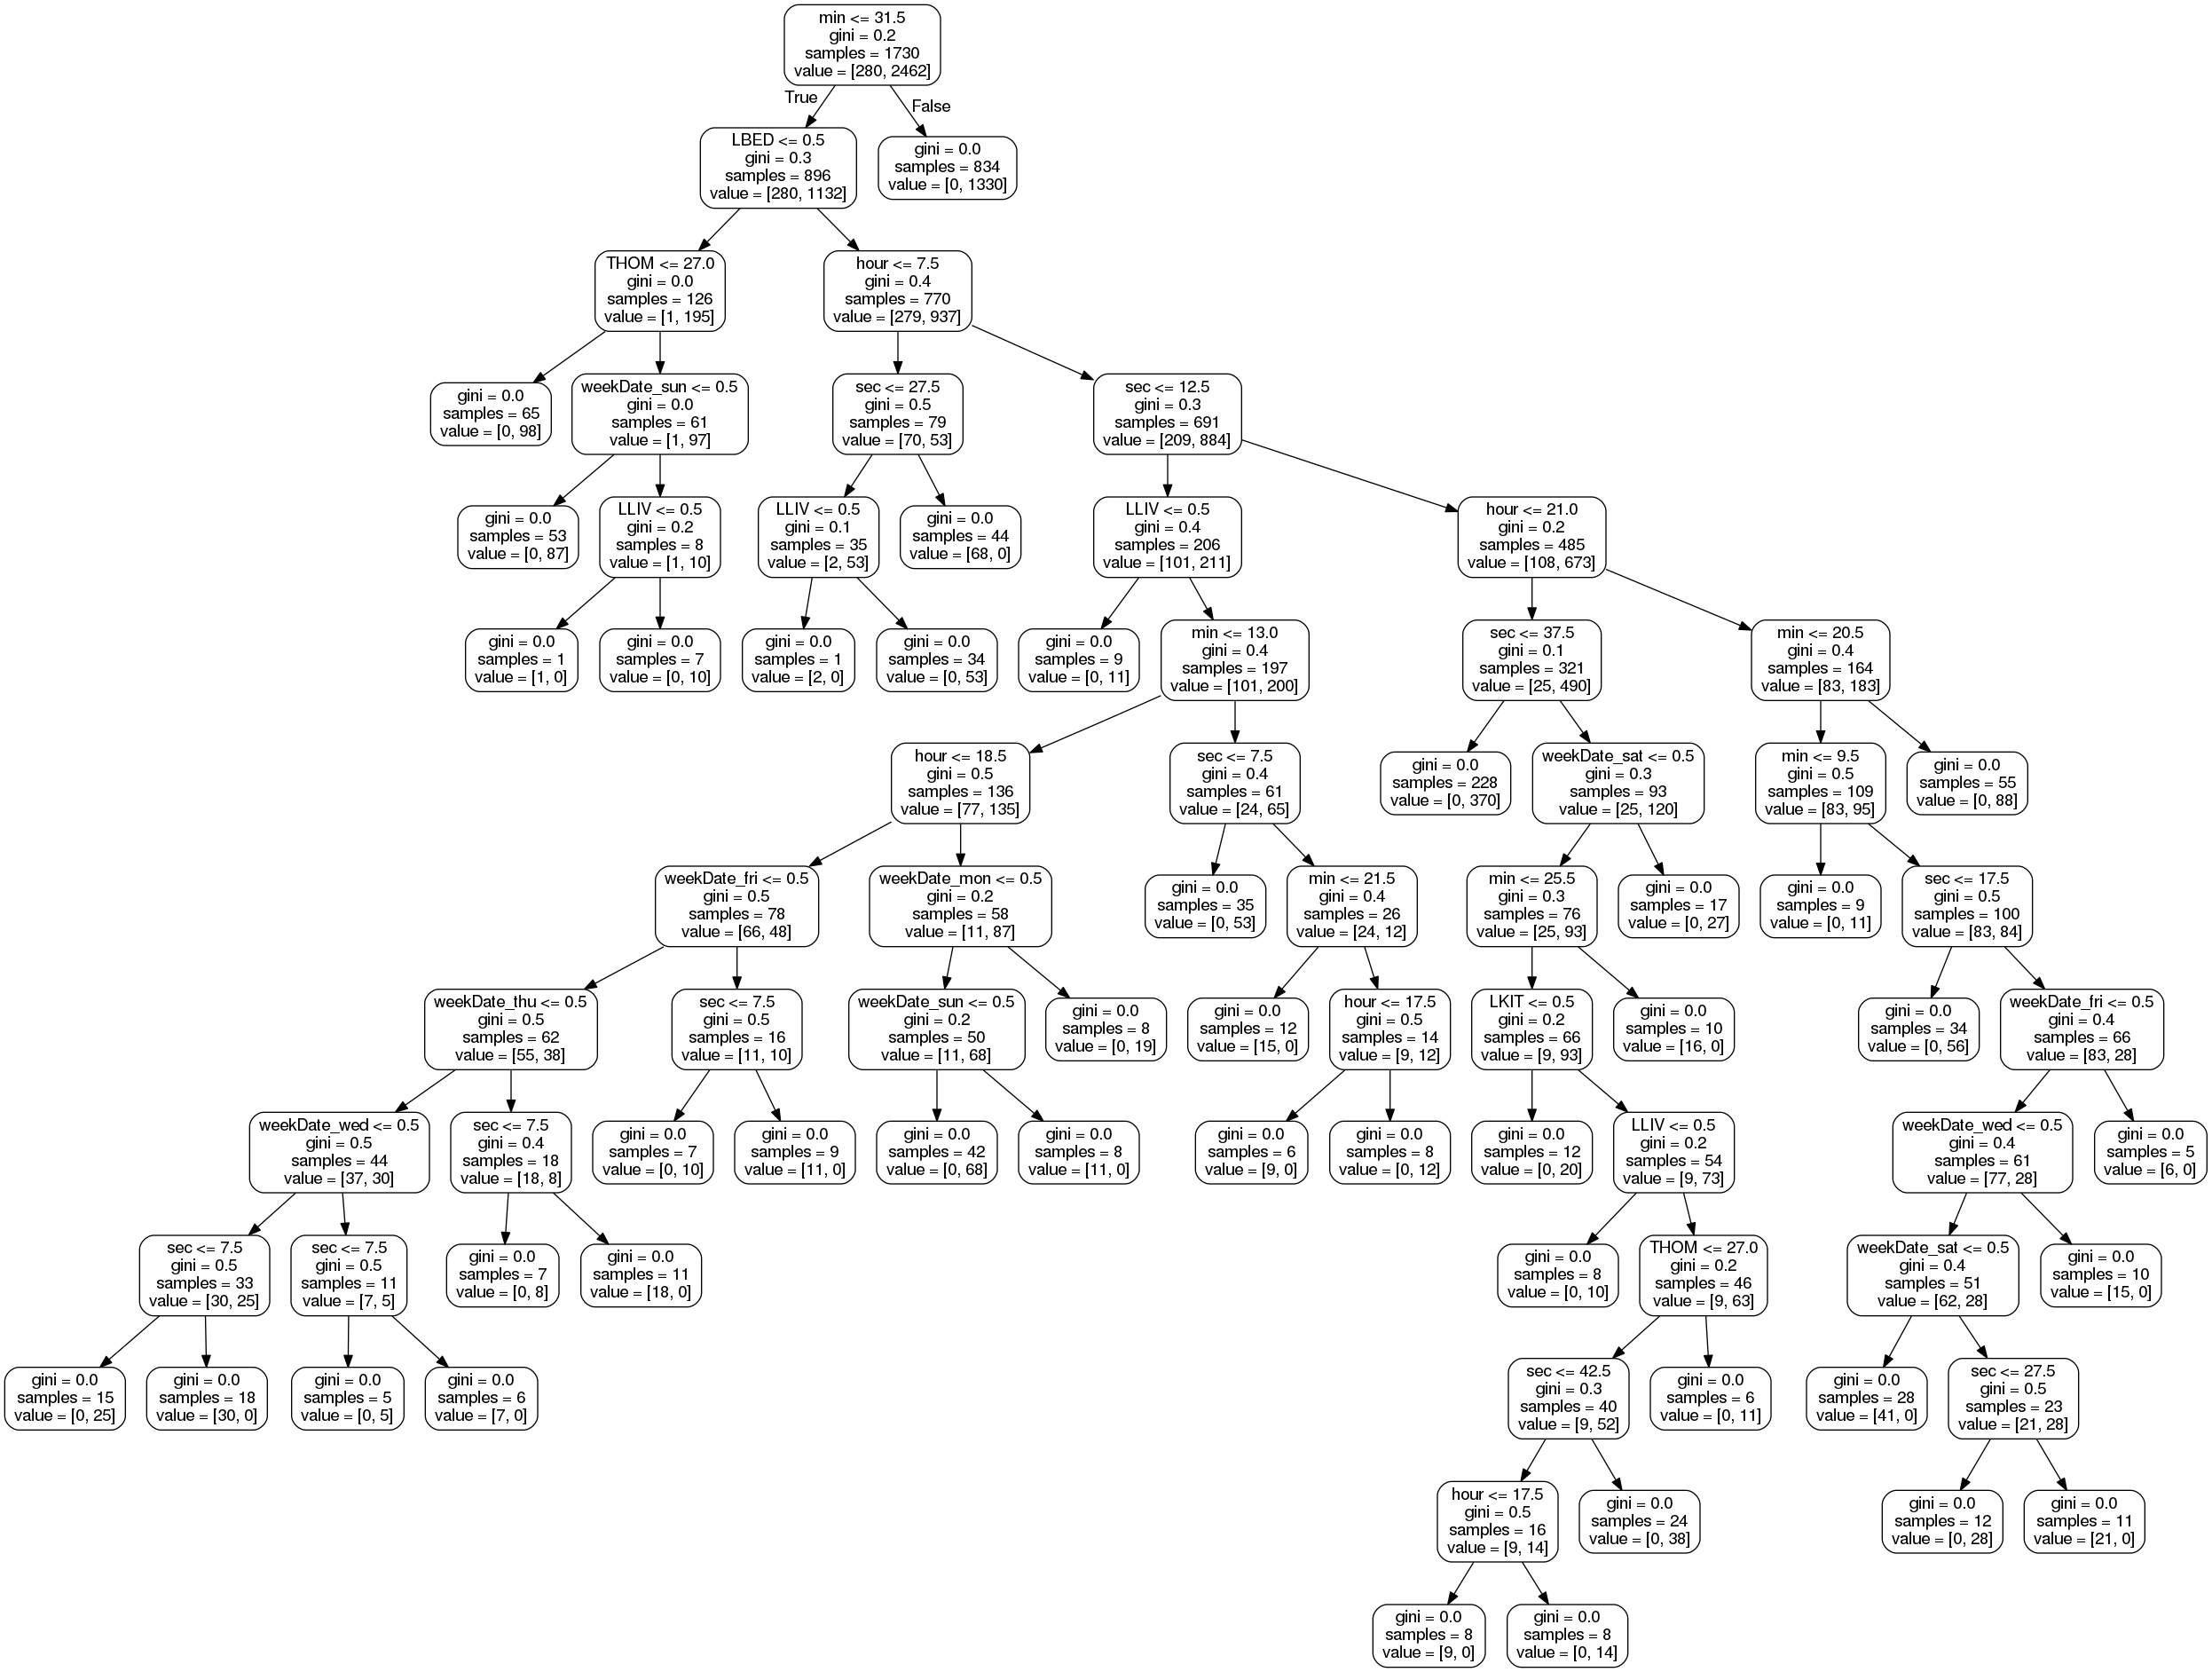 min <= 31.5
gini = 0.2
samples = 1730
value = [280, 2462]
True
False
LBED <= 0.5
gini = 0.3
samples = 896
value = [280, 1132]
gini = 0.0
samples = 834
value = [0, 1330]
THOM <= 27.0
gini = 0.0
samples = 126
value = [1, 195]
hour <= 7.5
gini = 0.4
samples = 770
value = [279, 937]
gini = 0.0
samples = 65
value = [0, 98]
weekDate_sun <= 0.5
gini = 0.0
samples = 61
value = [1, 97]
sec <= 27.5
gini = 0.5
samples = 79
value = [70, 53]
sec <= 12.5
gini = 0.3
samples = 691
value = [209, 884]
gini = 0.0
samples = 53
value = [0, 87]
LLIV <= 0.5
gini = 0.2
samples = 8
value = [1, 10]
LLIV <= 0.5
gini = 0.1
samples = 35
value = [2, 53]
gini = 0.0
samples = 44
value = [68, 0]
LLIV <= 0.5
gini = 0.4
samples = 206
value = [101, 211]
hour <= 21.0
gini = 0.2
samples = 485
value = [108, 673]
gini = 0.0
samples = 1
value = [1, 0]
gini = 0.0
samples = 7
value = [0, 10]
gini = 0.0
samples = 1
value = [2, 0]
gini = 0.0
samples = 34
value = [0, 53]
gini = 0.0
samples = 9
value = [0, 11]
min <= 13.0
gini = 0.4
samples = 197
value = [101, 200]
sec <= 37.5
gini = 0.1
samples = 321
value = [25, 490]
min <= 20.5
gini = 0.4
samples = 164
value = [83, 183]
hour <= 18.5
gini = 0.5
samples = 136
value = [77, 135]
sec <= 7.5
gini = 0.4
samples = 61
value = [24, 65]
gini = 0.0
samples = 228
value = [0, 370]
weekDate_sat <= 0.5
gini = 0.3
samples = 93
value = [25, 120]
min <= 9.5
gini = 0.5
samples = 109
value = [83, 95]
gini = 0.0
samples = 55
value = [0, 88]
weekDate_fri <= 0.5
gini = 0.5
samples = 78
value = [66, 48]
weekDate_mon <= 0.5
gini = 0.2
samples = 58
value = [11, 87]
gini = 0.0
samples = 35
value = [0, 53]
min <= 21.5
gini = 0.4
samples = 26
value = [24, 12]
min <= 25.5
gini = 0.3
samples = 76
value = [25, 93]
gini = 0.0
samples = 17
value = [0, 27]
gini = 0.0
samples = 9
value = [0, 11]
sec <= 17.5
gini = 0.5
samples = 100
value = [83, 84]
weekDate_thu <= 0.5
gini = 0.5
samples = 62
value = [55, 38]
sec <= 7.5
gini = 0.5
samples = 16
value = [11, 10]
weekDate_sun <= 0.5
gini = 0.2
samples = 50
value = [11, 68]
gini = 0.0
samples = 8
value = [0, 19]
gini = 0.0
samples = 12
value = [15, 0]
hour <= 17.5
gini = 0.5
samples = 14
value = [9, 12]
LKIT <= 0.5
gini = 0.2
samples = 66
value = [9, 93]
gini = 0.0
samples = 10
value = [16, 0]
gini = 0.0
samples = 34
value = [0, 56]
weekDate_fri <= 0.5
gini = 0.4
samples = 66
value = [83, 28]
weekDate_wed <= 0.5
gini = 0.5
samples = 44
value = [37, 30]
sec <= 7.5
gini = 0.4
samples = 18
value = [18, 8]
gini = 0.0
samples = 7
value = [0, 10]
gini = 0.0
samples = 9
value = [11, 0]
gini = 0.0
samples = 42
value = [0, 68]
gini = 0.0
samples = 8
value = [11, 0]
gini = 0.0
samples = 6
value = [9, 0]
gini = 0.0
samples = 8
value = [0, 12]
gini = 0.0
samples = 12
value = [0, 20]
LLIV <= 0.5
gini = 0.2
samples = 54
value = [9, 73]
weekDate_wed <= 0.5
gini = 0.4
samples = 61
value = [77, 28]
gini = 0.0
samples = 5
value = [6, 0]
sec <= 7.5
gini = 0.5
samples = 33
value = [30, 25]
sec <= 7.5
gini = 0.5
samples = 11
value = [7, 5]
gini = 0.0
samples = 7
value = [0, 8]
gini = 0.0
samples = 11
value = [18, 0]
gini = 0.0
samples = 8
value = [0, 10]
THOM <= 27.0
gini = 0.2
samples = 46
value = [9, 63]
weekDate_sat <= 0.5
gini = 0.4
samples = 51
value = [62, 28]
gini = 0.0
samples = 10
value = [15, 0]
gini = 0.0
samples = 15
value = [0, 25]
gini = 0.0
samples = 18
value = [30, 0]
gini = 0.0
samples = 5
value = [0, 5]
gini = 0.0
samples = 6
value = [7, 0]
sec <= 42.5
gini = 0.3
samples = 40
value = [9, 52]
gini = 0.0
samples = 6
value = [0, 11]
gini = 0.0
samples = 28
value = [41, 0]
sec <= 27.5
gini = 0.5
samples = 23
value = [21, 28]
hour <= 17.5
gini = 0.5
samples = 16
value = [9, 14]
gini = 0.0
samples = 24
value = [0, 38]
gini = 0.0
samples = 12
value = [0, 28]
gini = 0.0
samples = 11
value = [21, 0]
gini = 0.0
samples = 8
value = [9, 0]
gini = 0.0
samples = 8
value = [0, 14]